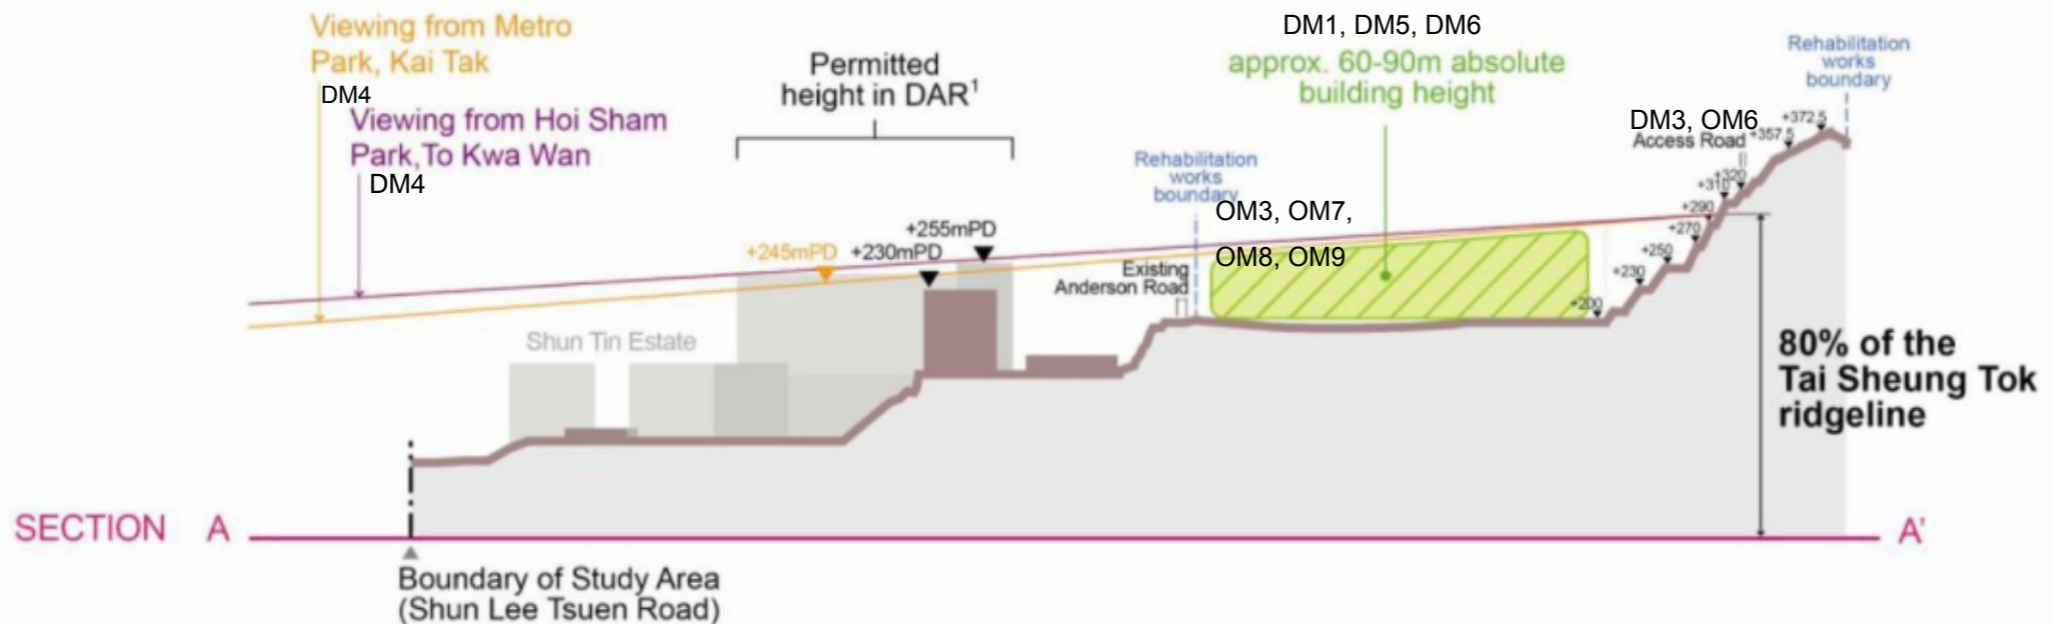 Viewing from Metro
Park, Kai Tak
DM4
Viewing from Hoi Sham
Park,To Kwa Wan
DM4
Permitted
height in DAR¹
DM1, DM5, DM6
approx. 60-90m absolute
building height
Rehabilitation
works
boundary
DM3, OM6
Access Road
+372.5
+357.5
+320
+310
+290
+270
+250
+230
+200
Rehabilitation
works
boundary
OM3, OM7,
OM8, OM9
+255mPD
+245mPD
+230mPD
Existing
Anderson Road
Shun Tin Estate
80% of the
Tai Sheung Tok
ridgeline
SECTION A
A'
Boundary of Study Area
(Shun Lee Tsuen Road)